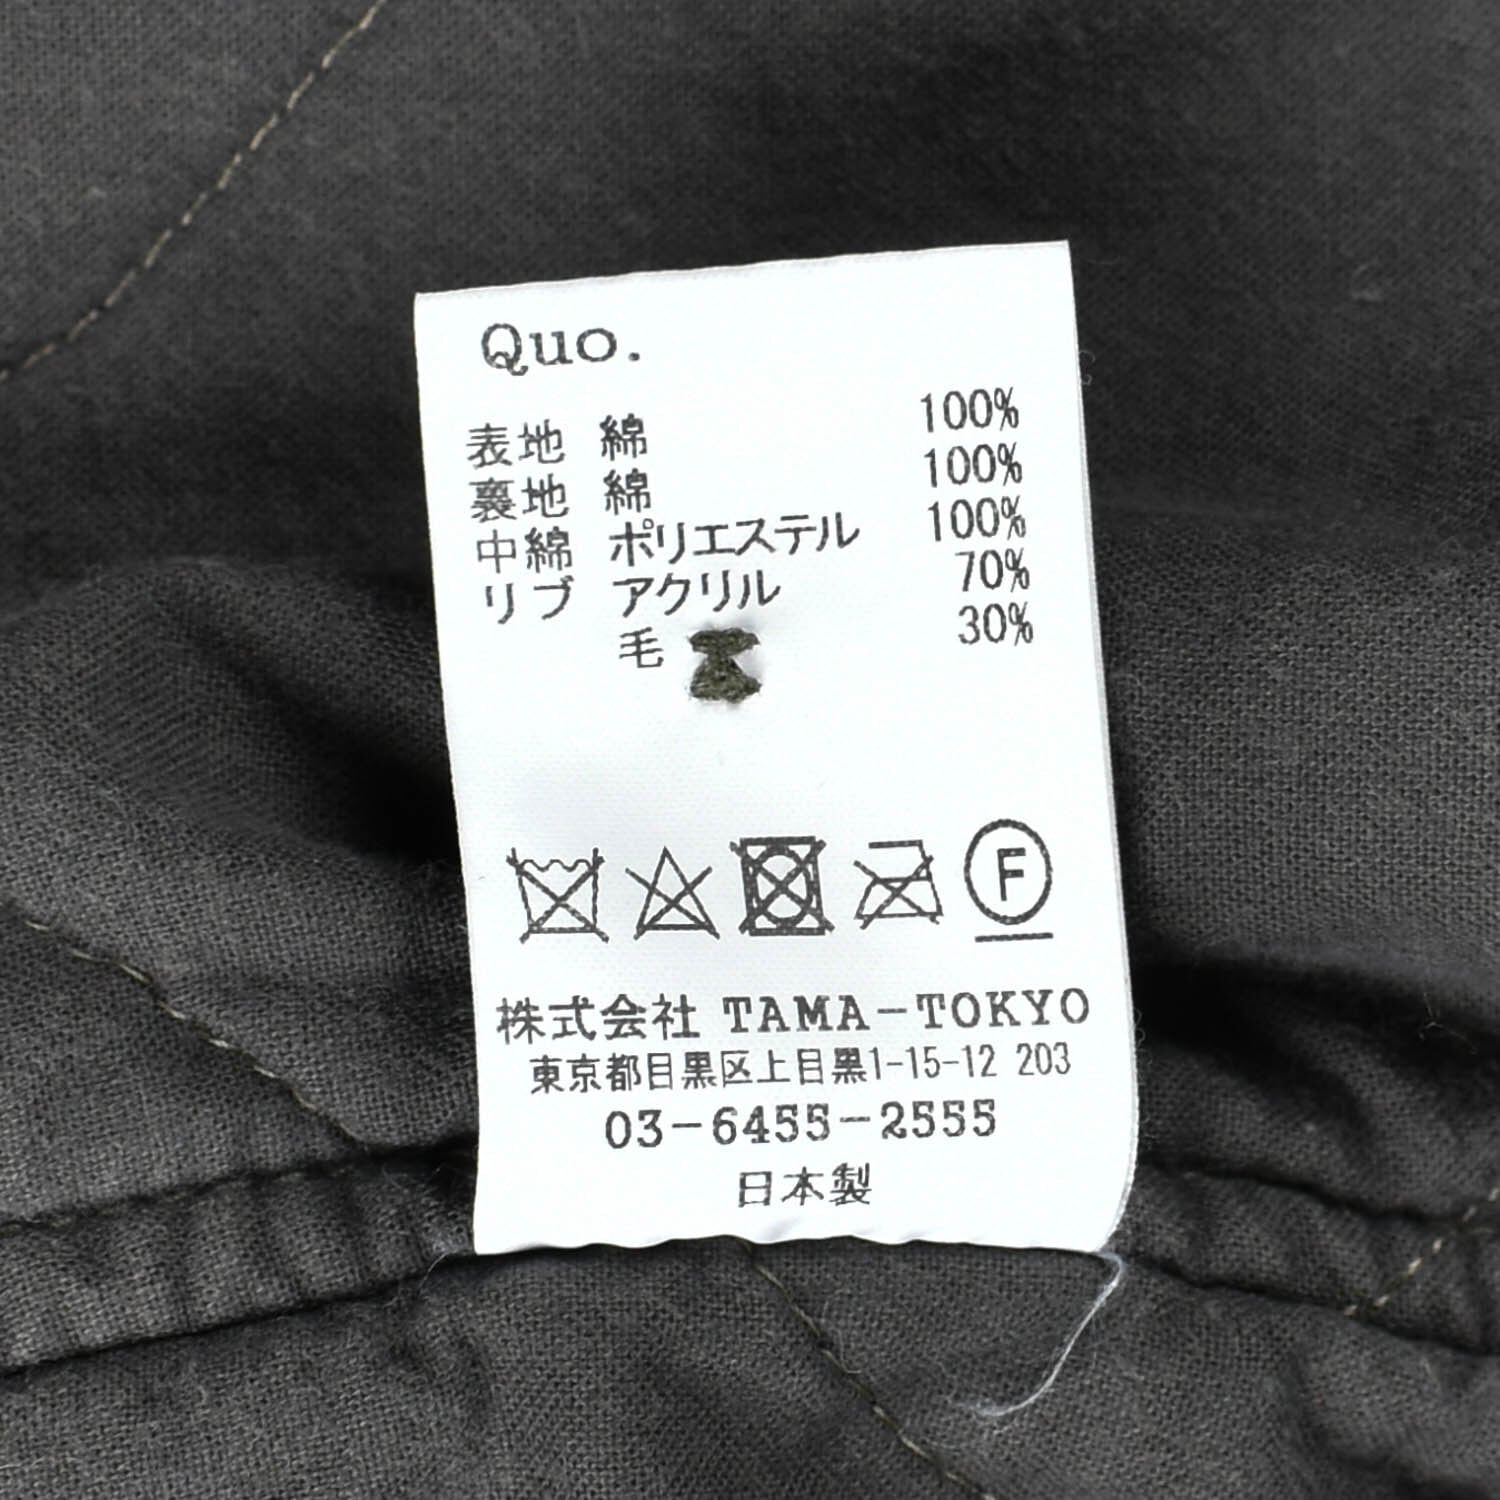 Quo.
表地 綿 100%
裏地 綿 100%
中綿 ポリエステル 100%
リブ アクリル 70%
毛 30%
F
株式会社 TAMA-TOKYO
東京都目黒区上目黒1-15-12 203
03-6455-2555
日本製